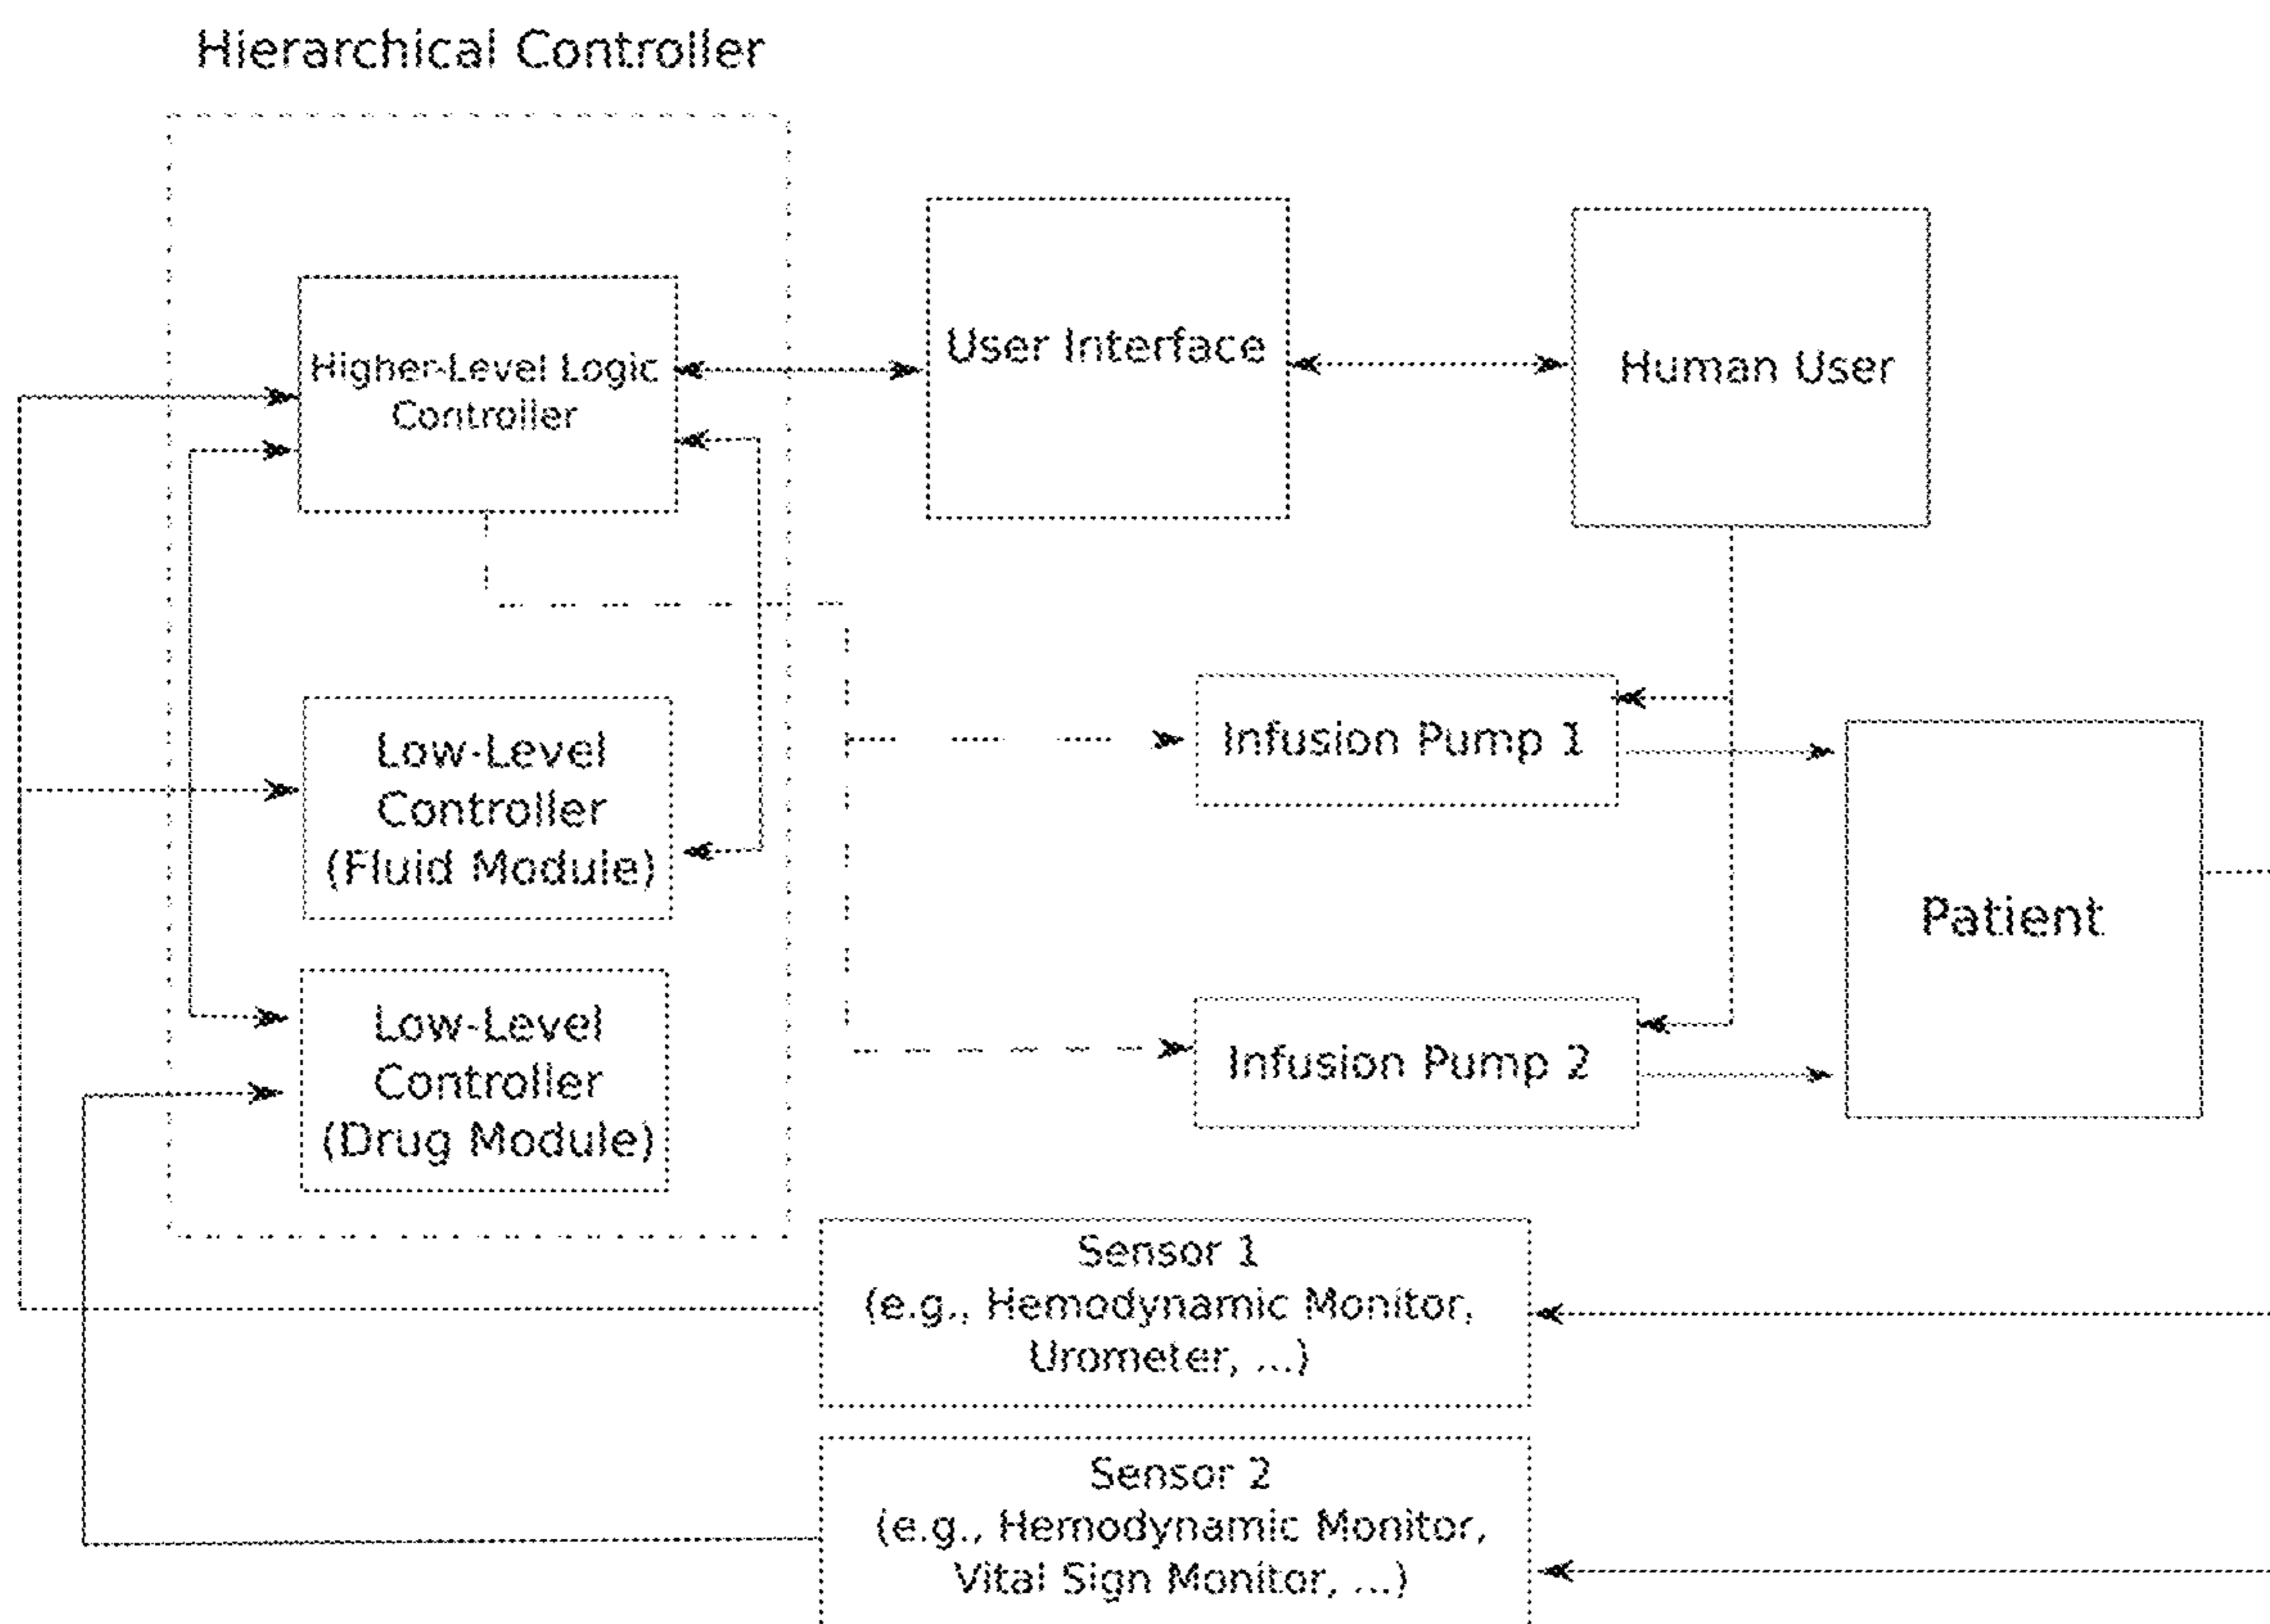 Hierarchical Controller
Higher-Level Logic
Controller
User Interface
Human User
Low-Level
Controller
(Fluid Module)
Infusion Pump 1
Patient
Low-Level
Controller
(Drug Module)
Infusion Pump 2
Sensor 1
(e.g., Hemodynamic Monitor,
Urometer, ...)
Sensor 2
(e.g., Hemodynamic Monitor,
Vital Sign Monitor, ...)